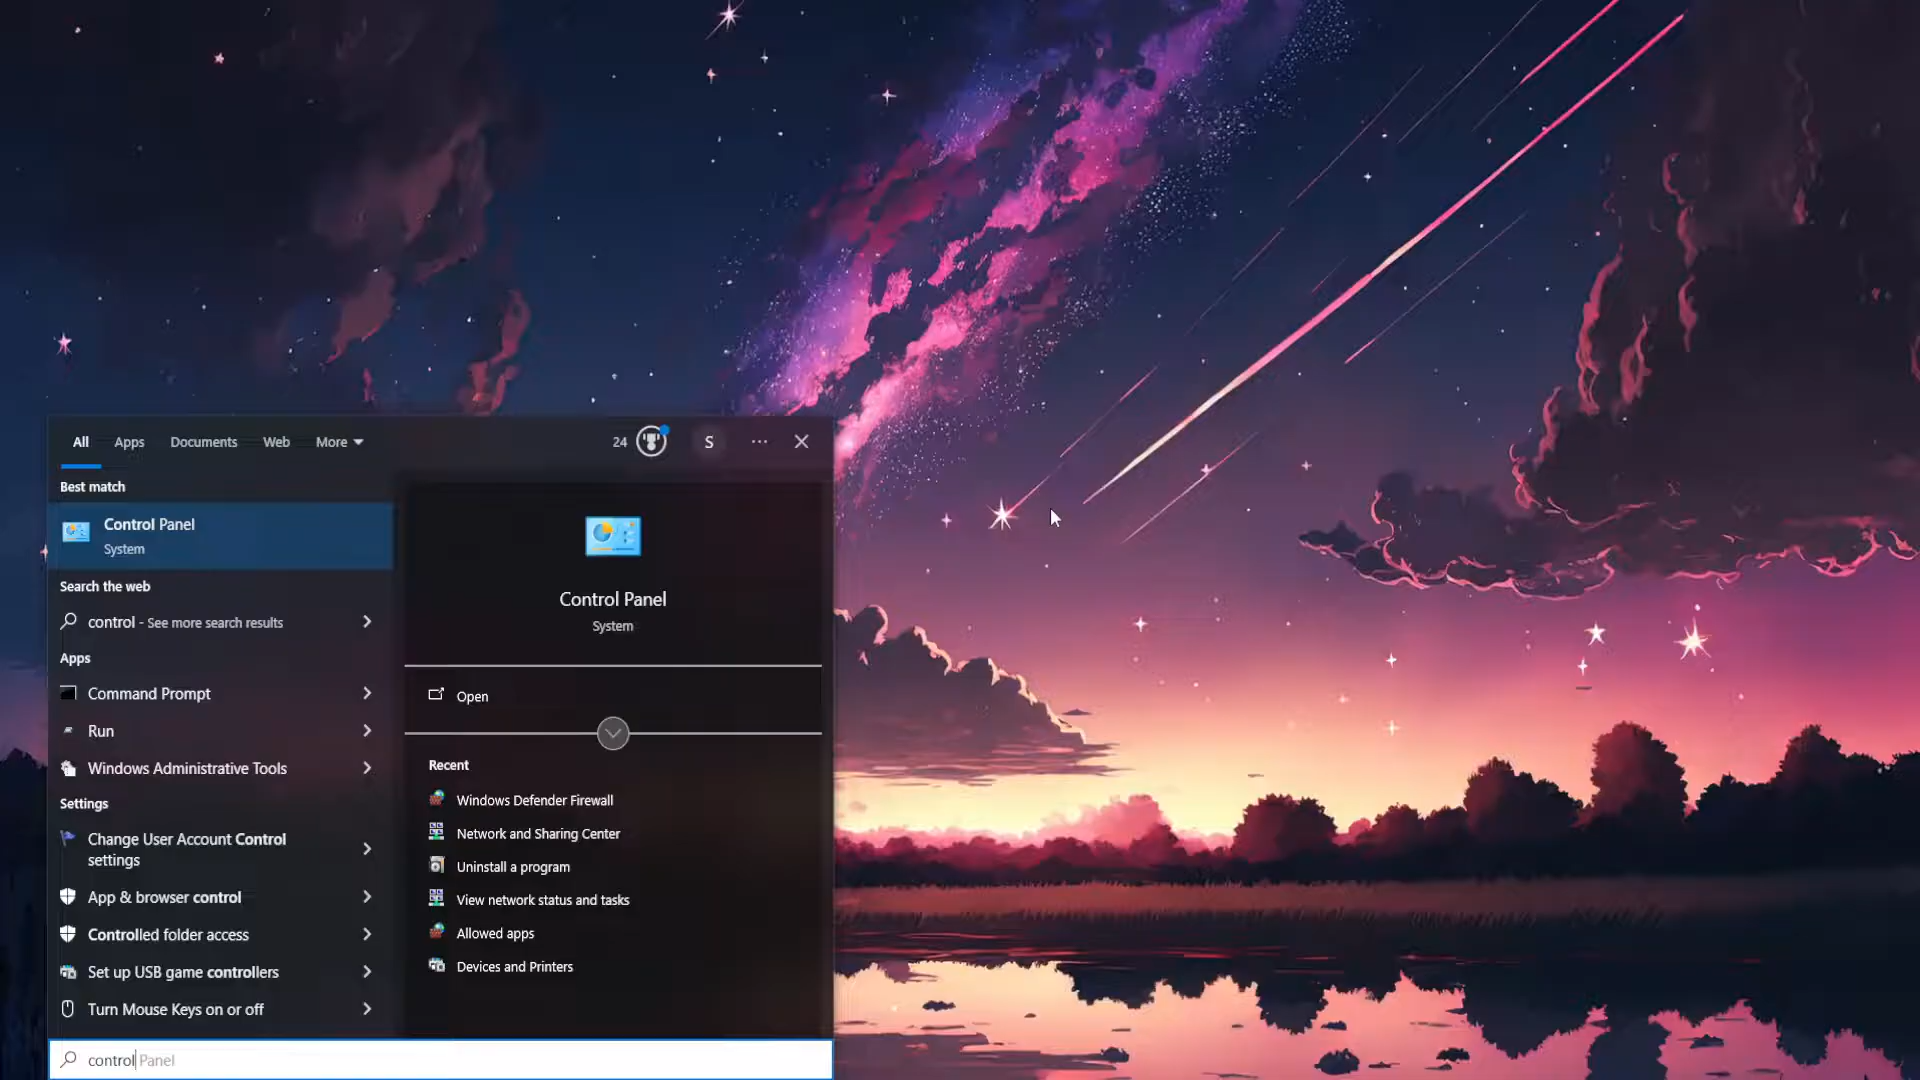 All Apps Documents Web More 24 S
Best match
Control Panel
System
Search the web
control - See more search results
Apps
Command Prompt
Run
Windows Administrative Tools
Settings
Change User Account Control
settings
App & browser control
Controlled folder access
Set up USB game controllers
Turn Mouse Keys on or off
Control Panel
System
Open
Recent
Windows Defender Firewall
Network and Sharing Center
Uninstall a program
View network status and tasks
Allowed apps
Devices and Printers
control Panel